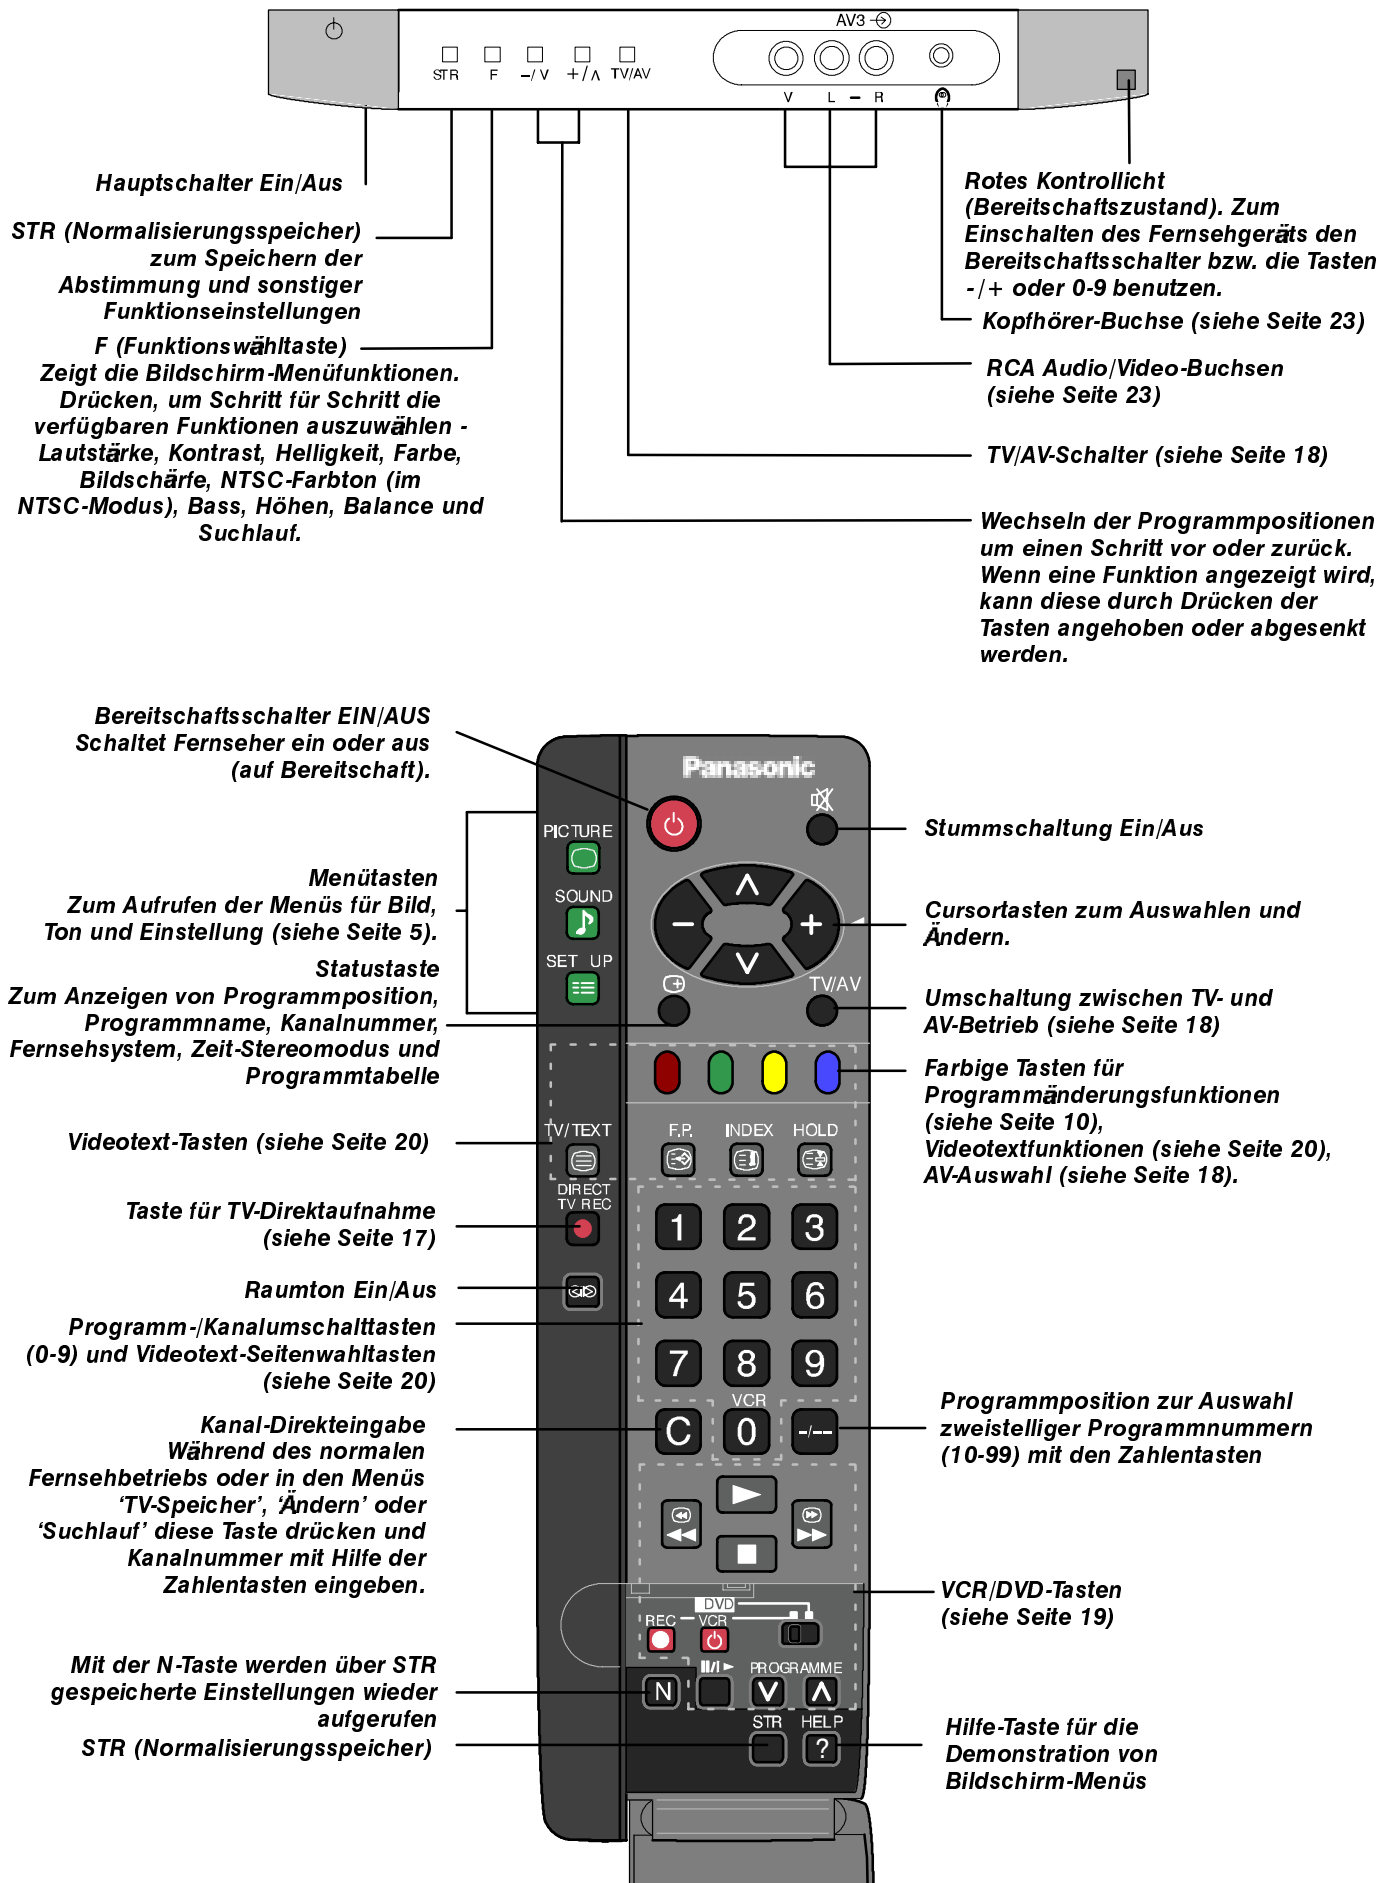 AV3
STR F –/∨ +/∧ TV/AV
V L – R
Hauptschalter Ein/Aus
STR (Normalisierungsspeicher)
zum Speichern der
Abstimmung und sonstiger
Funktionseinstellungen
F (Funktionswähltaste)
Zeigt die Bildschirm-Menüfunktionen.
Drücken, um Schritt für Schritt die
verfügbaren Funktionen auszuwählen -
Lautstärke, Kontrast, Helligkeit, Farbe,
Bildschärfe, NTSC-Farbton (im
NTSC-Modus), Bass, Höhen, Balance und
Suchlauf.
Rotes Kontrollicht
(Bereitschaftszustand). Zum
Einschalten des Fernsehgeräts den
Bereitschaftsschalter bzw. die Tasten
-/+ oder 0-9 benutzen.
Kopfhörer-Buchse (siehe Seite 23)
RCA Audio/Video-Buchsen
(siehe Seite 23)
TV/AV-Schalter (siehe Seite 18)
Wechseln der Programmpositionen
um einen Schritt vor oder zurück.
Wenn eine Funktion angezeigt wird,
kann diese durch Drücken der
Tasten angehoben oder abgesenkt
werden.
Bereitschaftsschalter EIN/AUS
Schaltet Fernseher ein oder aus
(auf Bereitschaft).
Menütasten
Zum Aufrufen der Menüs für Bild,
Ton und Einstellung (siehe Seite 5).
Statustaste
Zum Anzeigen von Programmposition,
Programmname, Kanalnummer,
Fernsehsystem, Zeit-Stereomodus und
Programmtabelle
Videotext-Tasten (siehe Seite 20)
Taste für TV-Direktaufnahme
(siehe Seite 17)
Raumton Ein/Aus
Programm-/Kanalumschalttasten
(0-9) und Videotext-Seitenwahltasten
(siehe Seite 20)
Kanal-Direkteingabe
Während des normalen
Fernsehbetriebs oder in den Menüs
‘TV-Speicher’, ‘Ändern’ oder
‘Suchlauf’ diese Taste drücken und
Kanalnummer mit Hilfe der
Zahlentasten eingeben.
Mit der N-Taste werden über STR
gespeicherte Einstellungen wieder
aufgerufen
STR (Normalisierungsspeicher)
Panasonic
PICTURE
SOUND
SET UP
– +
TV/AV
TV/TEXT F.P. INDEX HOLD
DIRECT
TV REC
1 2 3
4 5 6
7 8 9
VCR
C 0 -/--
DVD
REC VCR
PROGRAMME
N
STR HELP
?
Stummschaltung Ein/Aus
Cursortasten zum Auswahlen und
Ändern.
Umschaltung zwischen TV- und
AV-Betrieb (siehe Seite 18)
Farbige Tasten für
Programmänderungsfunktionen
(siehe Seite 10),
Videotextfunktionen (siehe Seite 20),
AV-Auswahl (siehe Seite 18).
Programmposition zur Auswahl
zweistelliger Programmnummern
(10-99) mit den Zahlentasten
VCR/DVD-Tasten
(siehe Seite 19)
Hilfe-Taste für die
Demonstration von
Bildschirm-Menüs